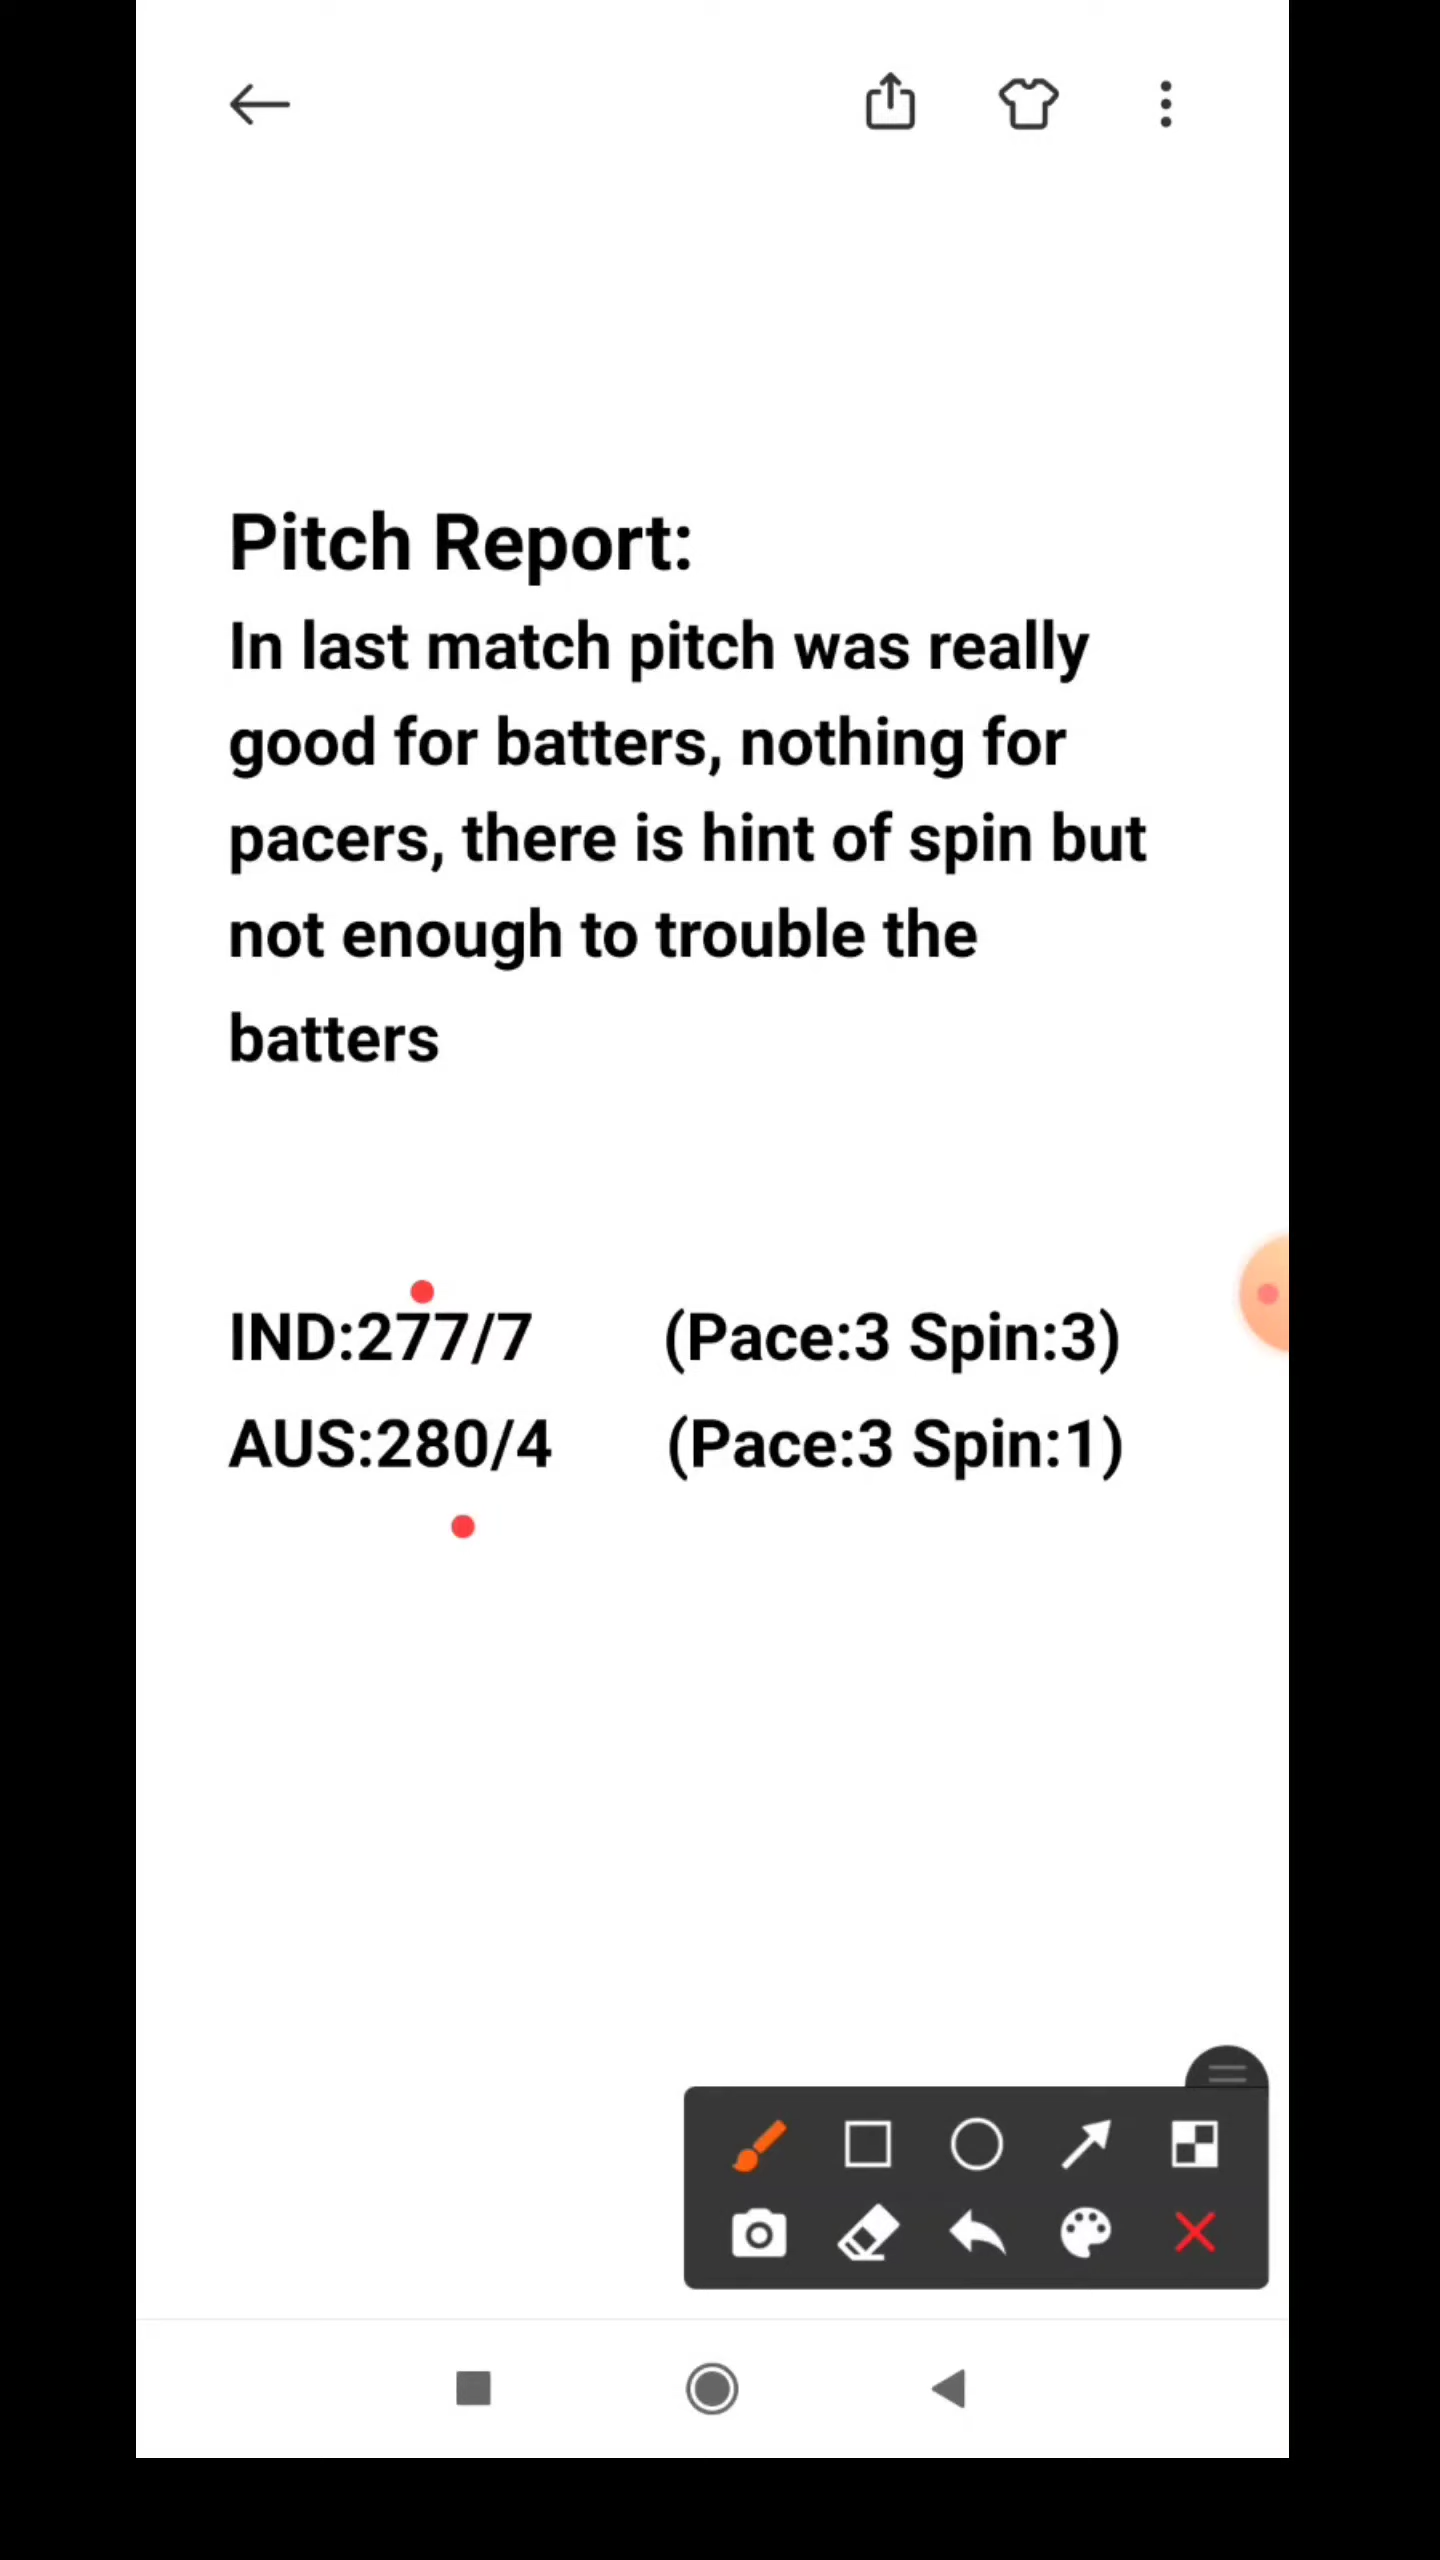 Pitch Report:
In last match pitch was really
good for batters, nothing for
pacers, there is hint of spin but
not enough to trouble the
batters
IND:277/7 (Pace:3 Spin:3)
AUS:280/4 (Pace:3 Spin:1)